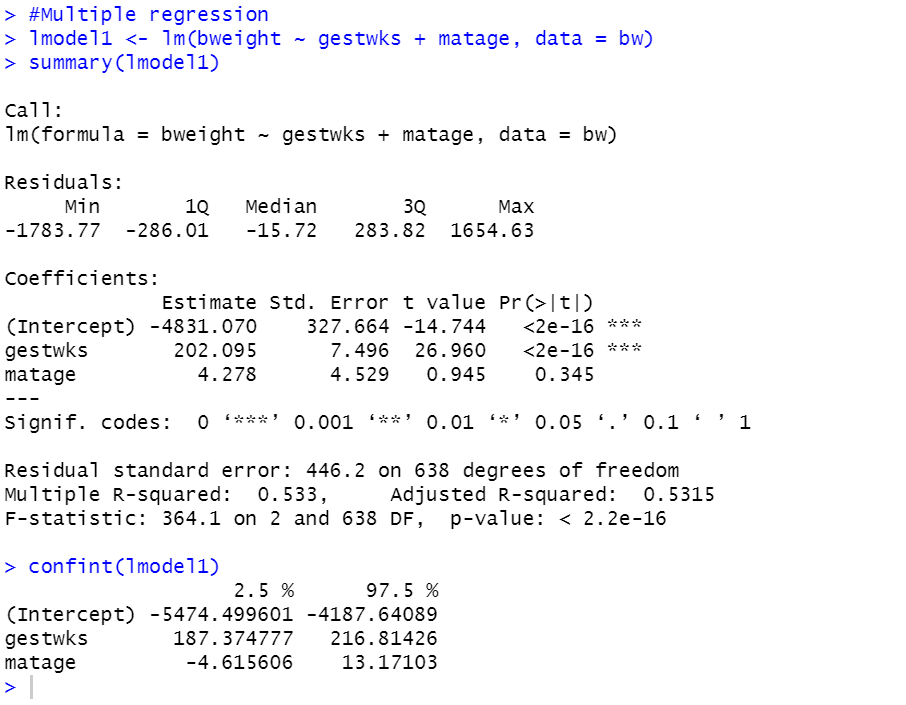 > #Multiple regression
> lmodel1 <- lm(bweight ~ gestwks + matage, data = bw)
> summary(lmodel1)

Call:
lm(formula = bweight ~ gestwks + matage, data = bw)

Residuals:
     Min       1Q   Median       3Q      Max
-1783.77  -286.01   -15.72   283.82  1654.63

Coefficients:
             Estimate Std. Error t value Pr(>|t|)
(Intercept) -4831.070    327.664 -14.744   <2e-16 ***
gestwks       202.095      7.496  26.960   <2e-16 ***
matage          4.278      4.529   0.945    0.345
---
Signif. codes:  0 ‘***’ 0.001 ‘**’ 0.01 ‘*’ 0.05 ‘.’ 0.1 ‘ ’ 1

Residual standard error: 446.2 on 638 degrees of freedom
Multiple R-squared:  0.533,     Adjusted R-squared:  0.5315
F-statistic: 364.1 on 2 and 638 DF,  p-value: < 2.2e-16

> confint(lmodel1)
                   2.5 %      97.5 %
(Intercept) -5474.499601 -4187.64089
gestwks       187.374777   216.81426
matage         -4.615606    13.17103
>